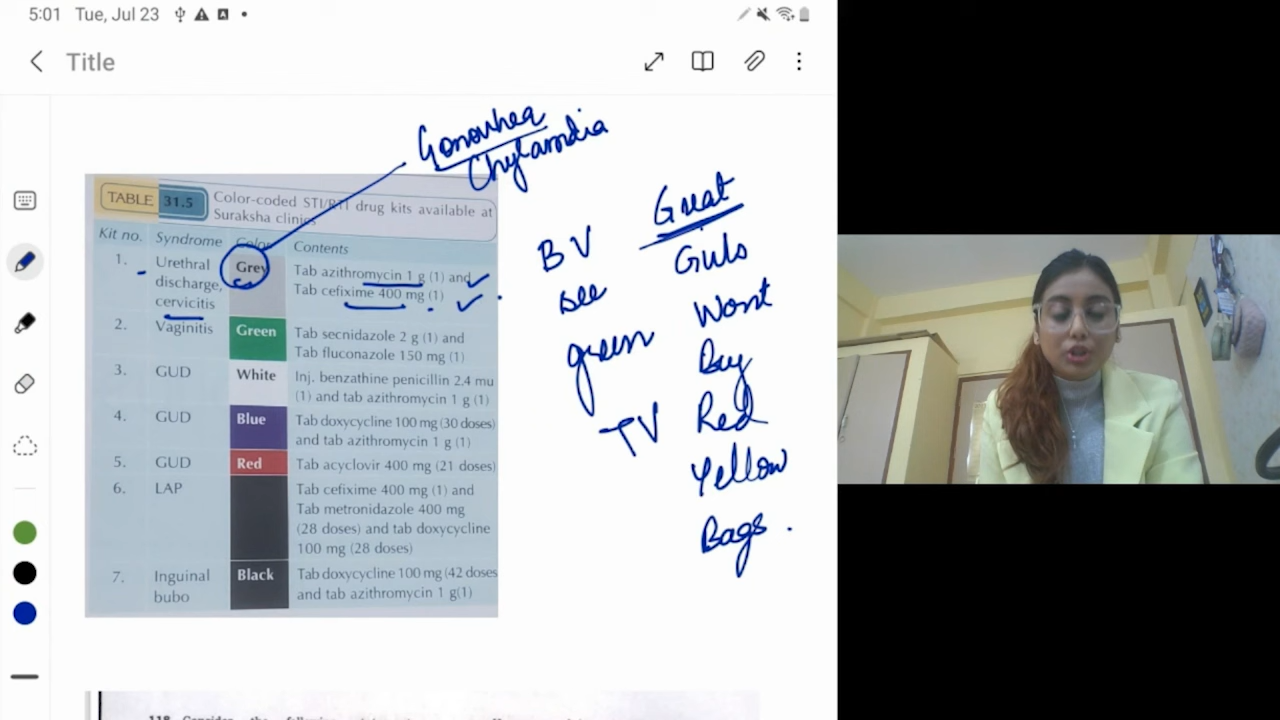 5:01 Tue, Jul 23
Title
Gonorrhea
Chylamdia
TABLE 31.5 Color-coded STI/RTI drug kits available at
Suraksha clinics
Kit no. Syndrome Color Contents
1. Urethral discharge, cervicitis Grey Tab azithromycin 1 g (1) and
Tab cefixime 400 mg (1)
2. Vaginitis Green Tab secnidazole 2 g (1) and
Tab fluconazole 150 mg (1)
3. GUD White Inj. benzathine penicillin 2.4 mu
(1) and tab azithromycin 1 g (1)
4. GUD Blue Tab doxycycline 100 mg (30 doses)
and tab azithromycin 1 g (1)
5. GUD Red Tab acyclovir 400 mg (21 doses)
6. LAP Tab cefixime 400 mg (1) and
Tab metronidazole 400 mg
(28 doses) and tab doxycycline
100 mg (28 doses)
7. Inguinal bubo Black Tab doxycycline 100 mg (42 doses
and tab azithromycin 1 g(1)
BV
see
green
TV
Great
Girls
Wont
Buy
Red
Yellow
Bags.
118 Consider the following